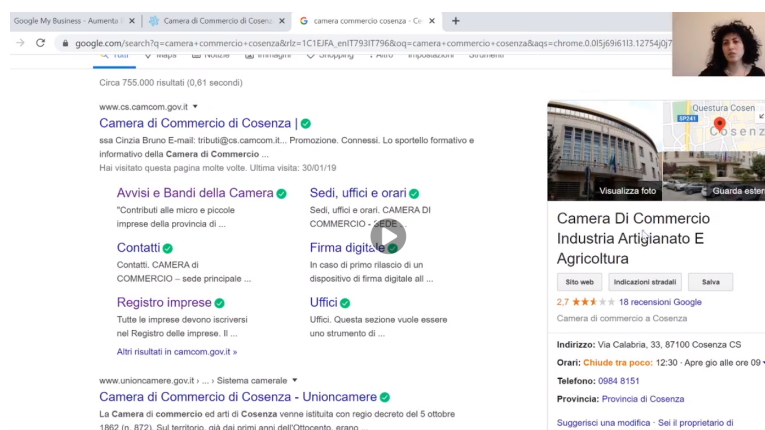 Google My Business - Aumenta
Camera di Commercio di Cosenz
camera commercio cosenza - Ce
google.com/search?q=camera+commercio+cosenza&rlz=1C1EJFA_enIT793IT796&oq=camera+commercio+cosenza&aqs=chrome.0.0l5j69i61l3.12754j0j7
Tutti Mappa Notizie Immagini Shopping Altro Impostazioni Strumenti
Circa 755.000 risultati (0,61 secondi)
www.cs.camcom.gov.it
Camera di Commercio di Cosenza |
ssa Cinzia Bruno E-mail: tributi@cs.camcom.it... Promozione. Connessi. Lo sportello formativo e
informativo della Camera di Commercio ...
Hai visitato questa pagina molte volte. Ultima visita: 30/01/19
Avvisi e Bandi della Camera
"Contributi alle micro e piccole
imprese della provincia di ...
Sedi, uffici e orari
Sedi, uffici e orari. CAMERA DI
COMMERCIO - SEDE ...
Contatti
Contatti. CAMERA di
COMMERCIO – sede principale ...
Firma digitale
In caso di primo rilascio di un
dispositivo di firma digitale all ...
Registro imprese
Tutte le imprese devono iscriversi
nel Registro delle imprese. Il ...
Uffici
Uffici. Questa sezione vuole essere
uno strumento di ...
Altri risultati in camcom.gov.it »
www.unioncamere.gov.it › ... › Sistema camerale
Camera di Commercio di Cosenza - Unioncamere
La Camera di commercio ed arti di Cosenza venne istituita con regio decreto del 5 ottobre
1862 (n. 872). Sul territorio, già dai primi anni dell'Ottocento, erano....
Questura Cosen
SP241
Cosenz
Visualizza foto
Guarda ester
Camera Di Commercio
Industria Artigianato E
Agricoltura
Sito web
Indicazioni stradali
Salva
2,7 18 recensioni Google
Camera di commercio a Cosenza
Indirizzo: Via Calabria, 33, 87100 Cosenza CS
Orari: Chiude tra poco: 12:30 · Apre gio alle ore 09
Telefono: 0984 8151
Provincia: Provincia di Cosenza
Suggerisci una modifica · Sei il proprietario di